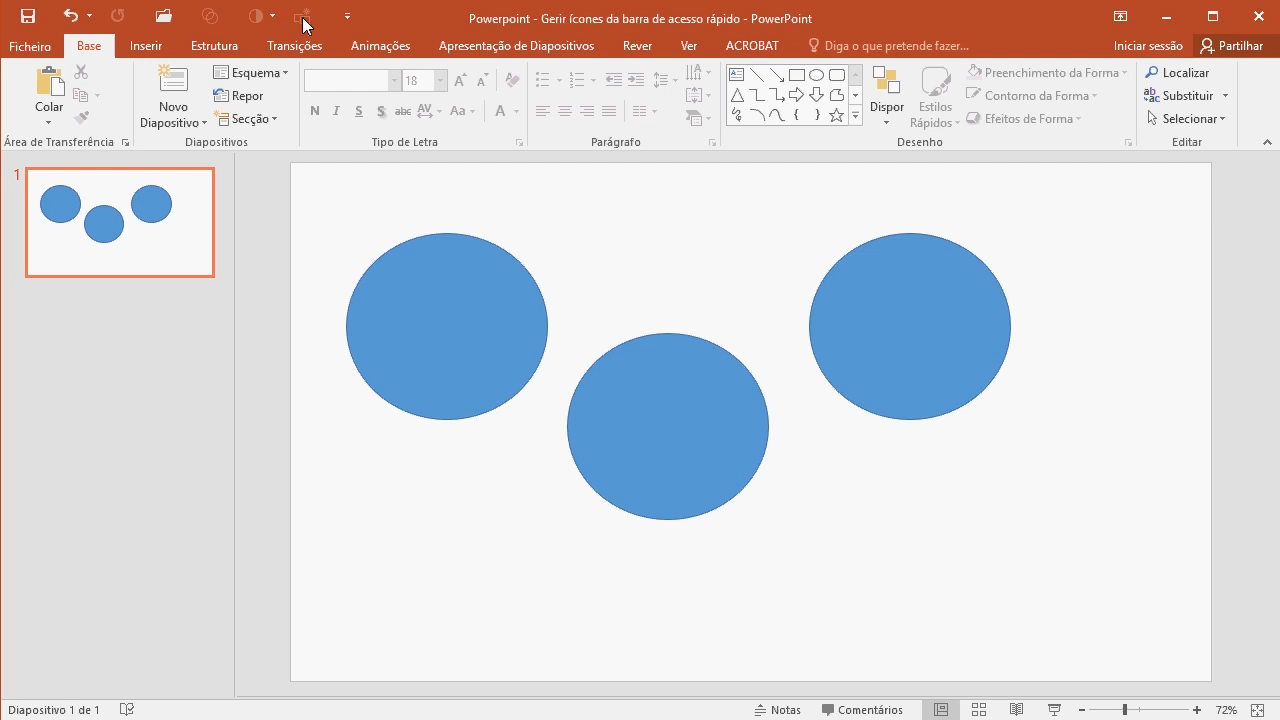 Powerpoint - Gerir ícones da barra de acesso rápido - PowerPoint
Ficheiro Base Inserir Estrutura Transições Animações Apresentação de Diapositivos Rever Ver ACROBAT Diga o que pretende fazer... Iniciar sessão Partilhar
Colar
Novo
Diapositivo
Esquema
Repor
Secção
18
N I S S abc AV Aa A
Dispor
Estilos
Rápidos
Preenchimento da Forma
Contorno da Forma
Efeitos de Forma
Localizar
Substituir
Selecionar
Área de Transferência Diapositivos Tipo de Letra Parágrafo Desenho Editar
1
Diapositivo 1 de 1 Notas Comentários 72%